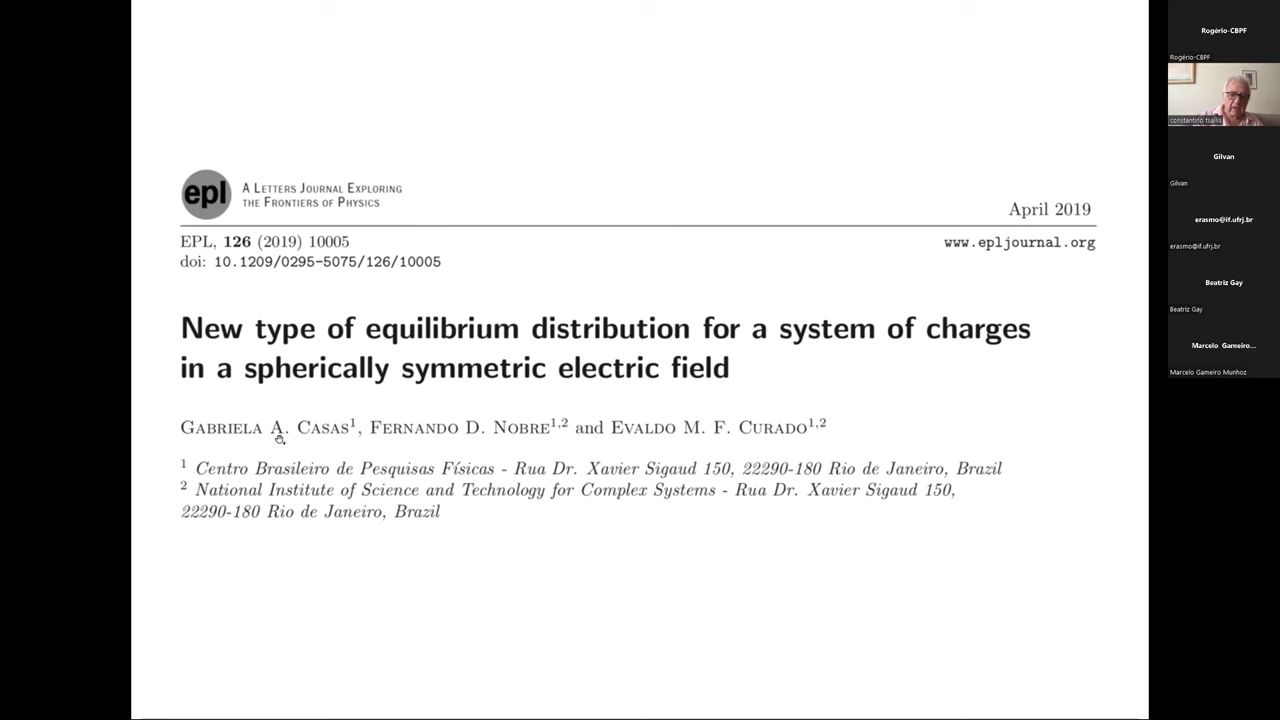 epl
A Letters Journal Exploring
the Frontiers of Physics
April 2019
EPL, 126 (2019) 10005
www.epljournal.org
doi: 10.1209/0295-5075/126/10005
New type of equilibrium distribution for a system of charges
in a spherically symmetric electric field
Gabriela A. Casas1, Fernando D. Nobre1,2 and Evaldo M. F. Curado1,2
1 Centro Brasileiro de Pesquisas Físicas - Rua Dr. Xavier Sigaud 150, 22290-180 Rio de Janeiro, Brazil
2 National Institute of Science and Technology for Complex Systems - Rua Dr. Xavier Sigaud 150,
22290-180 Rio de Janeiro, Brazil
Rogério-CBPF
Rogério-CBPF
constantino tsallis
Gilvan
Gilvan
erasmo@if.ufrj.br
erasmo@if.ufrj.br
Beatriz Gay
Beatriz Gay
Marcelo Gameiro...
Marcelo Gameiro Munhoz